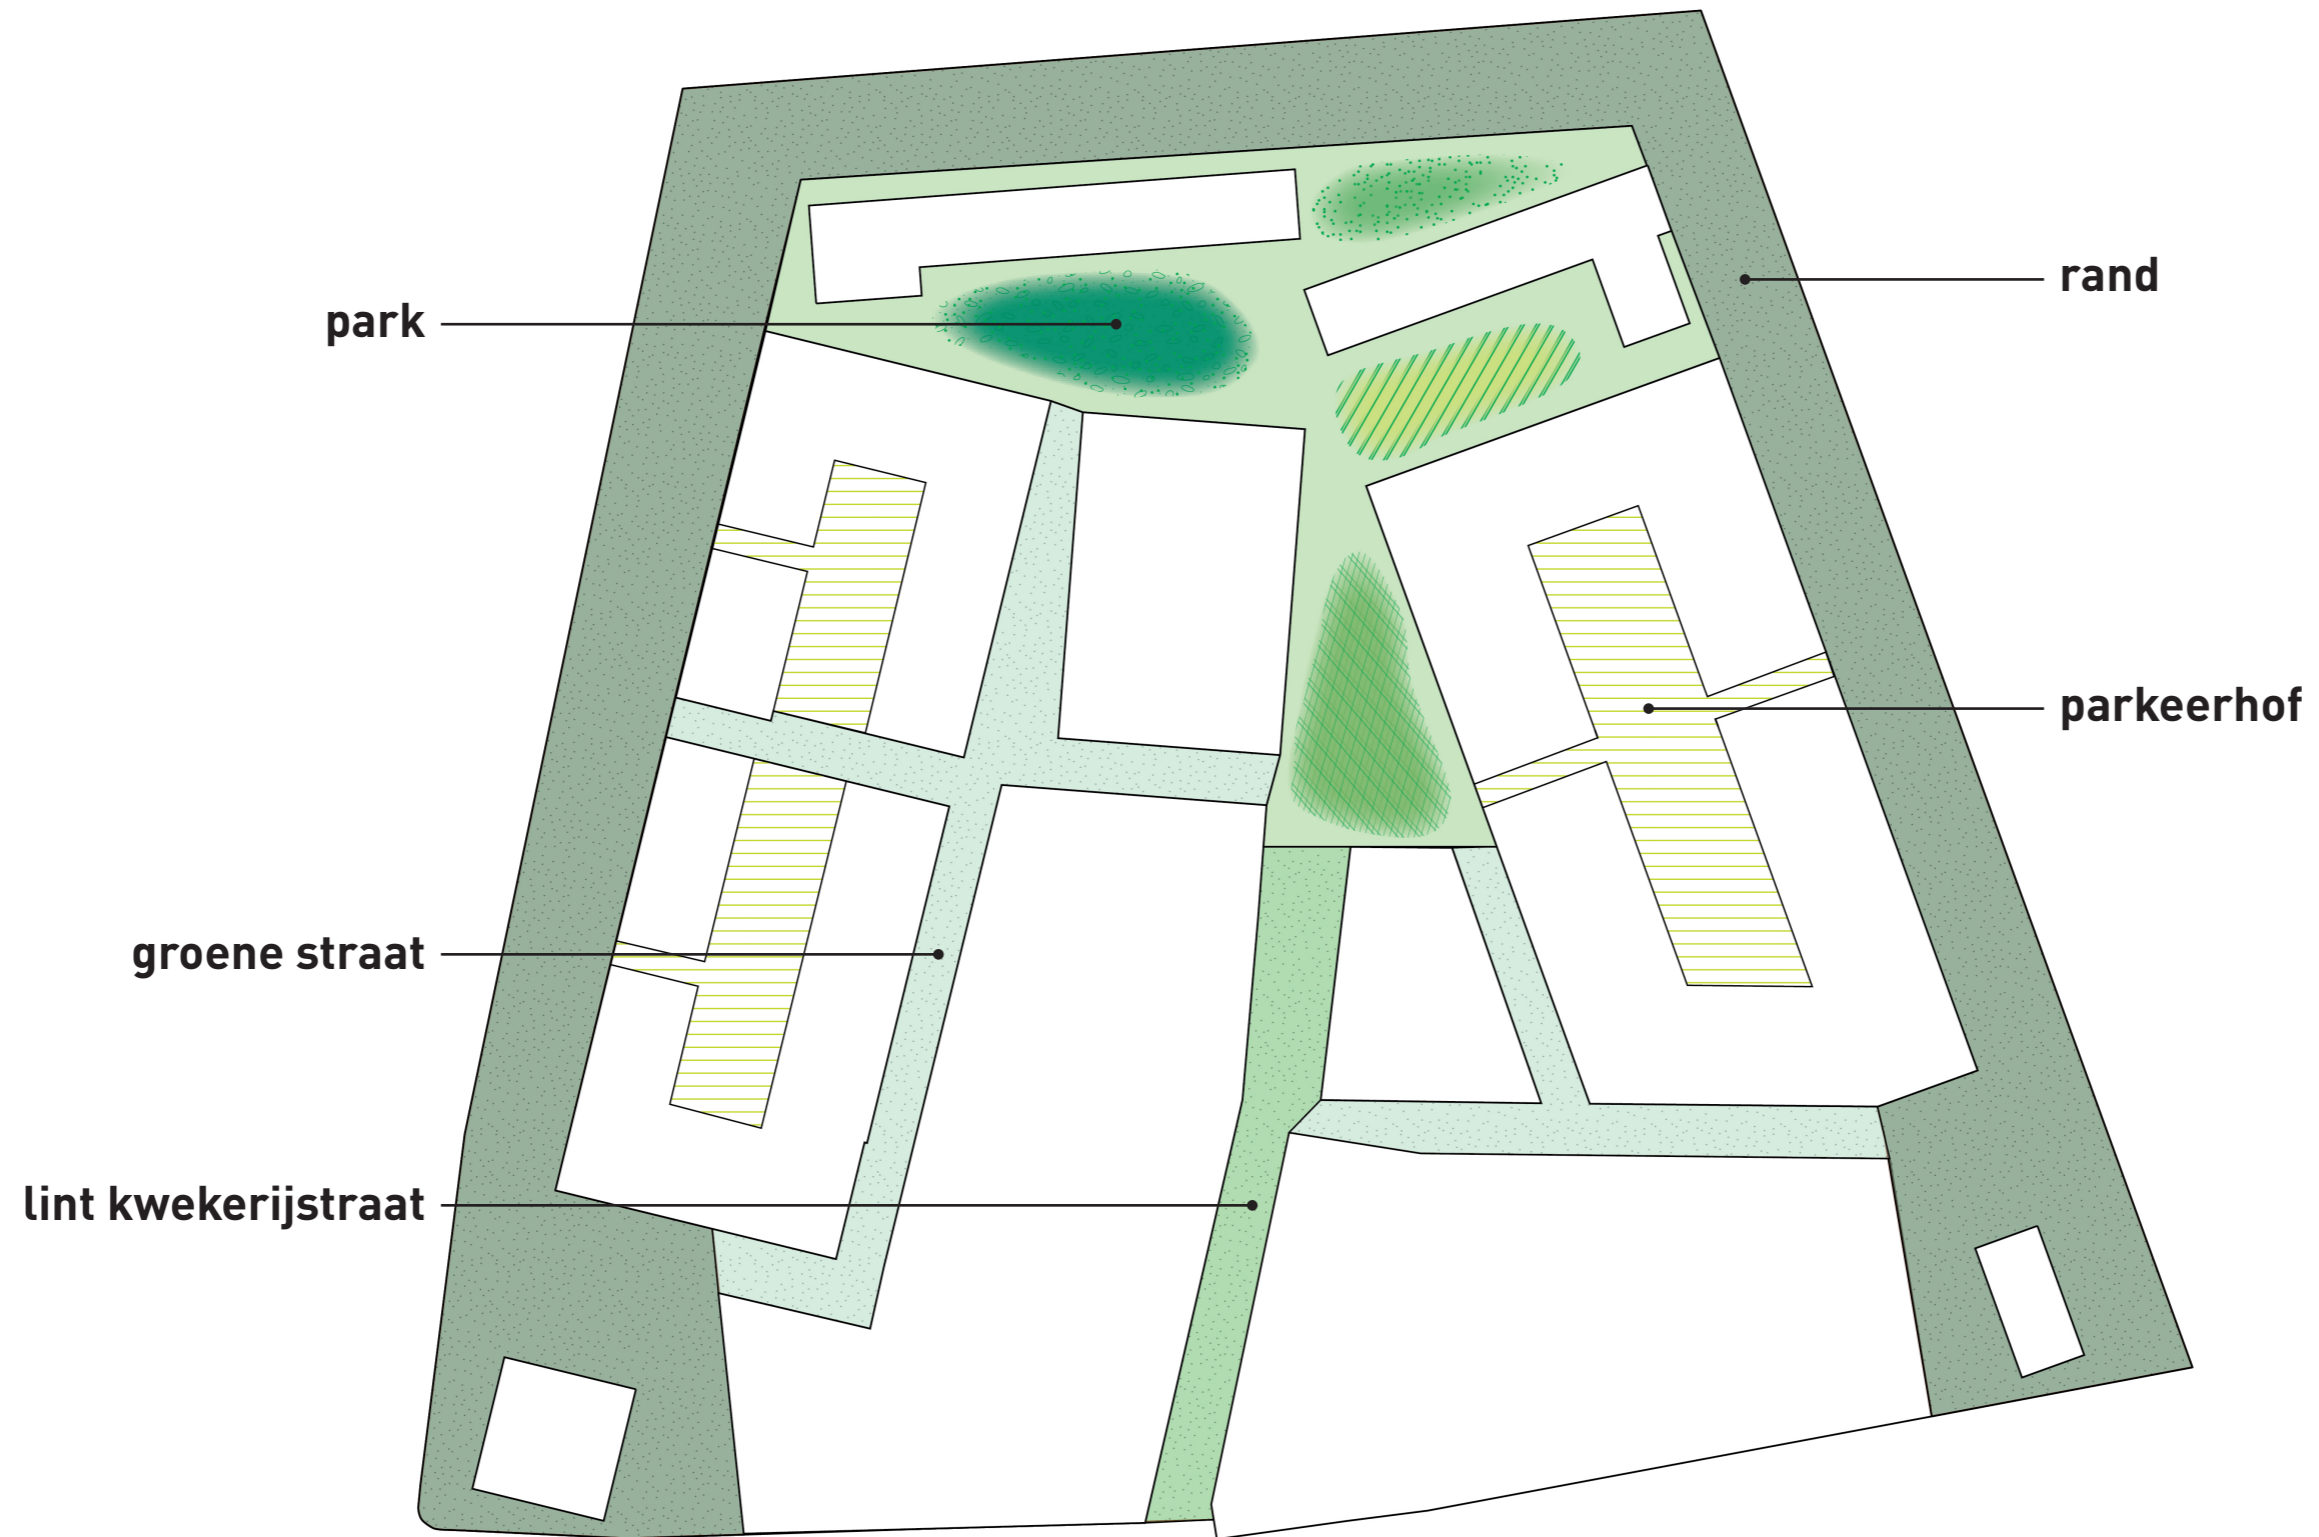 rand
park
parkeerhof
groene straat
lint kwekerijstraat